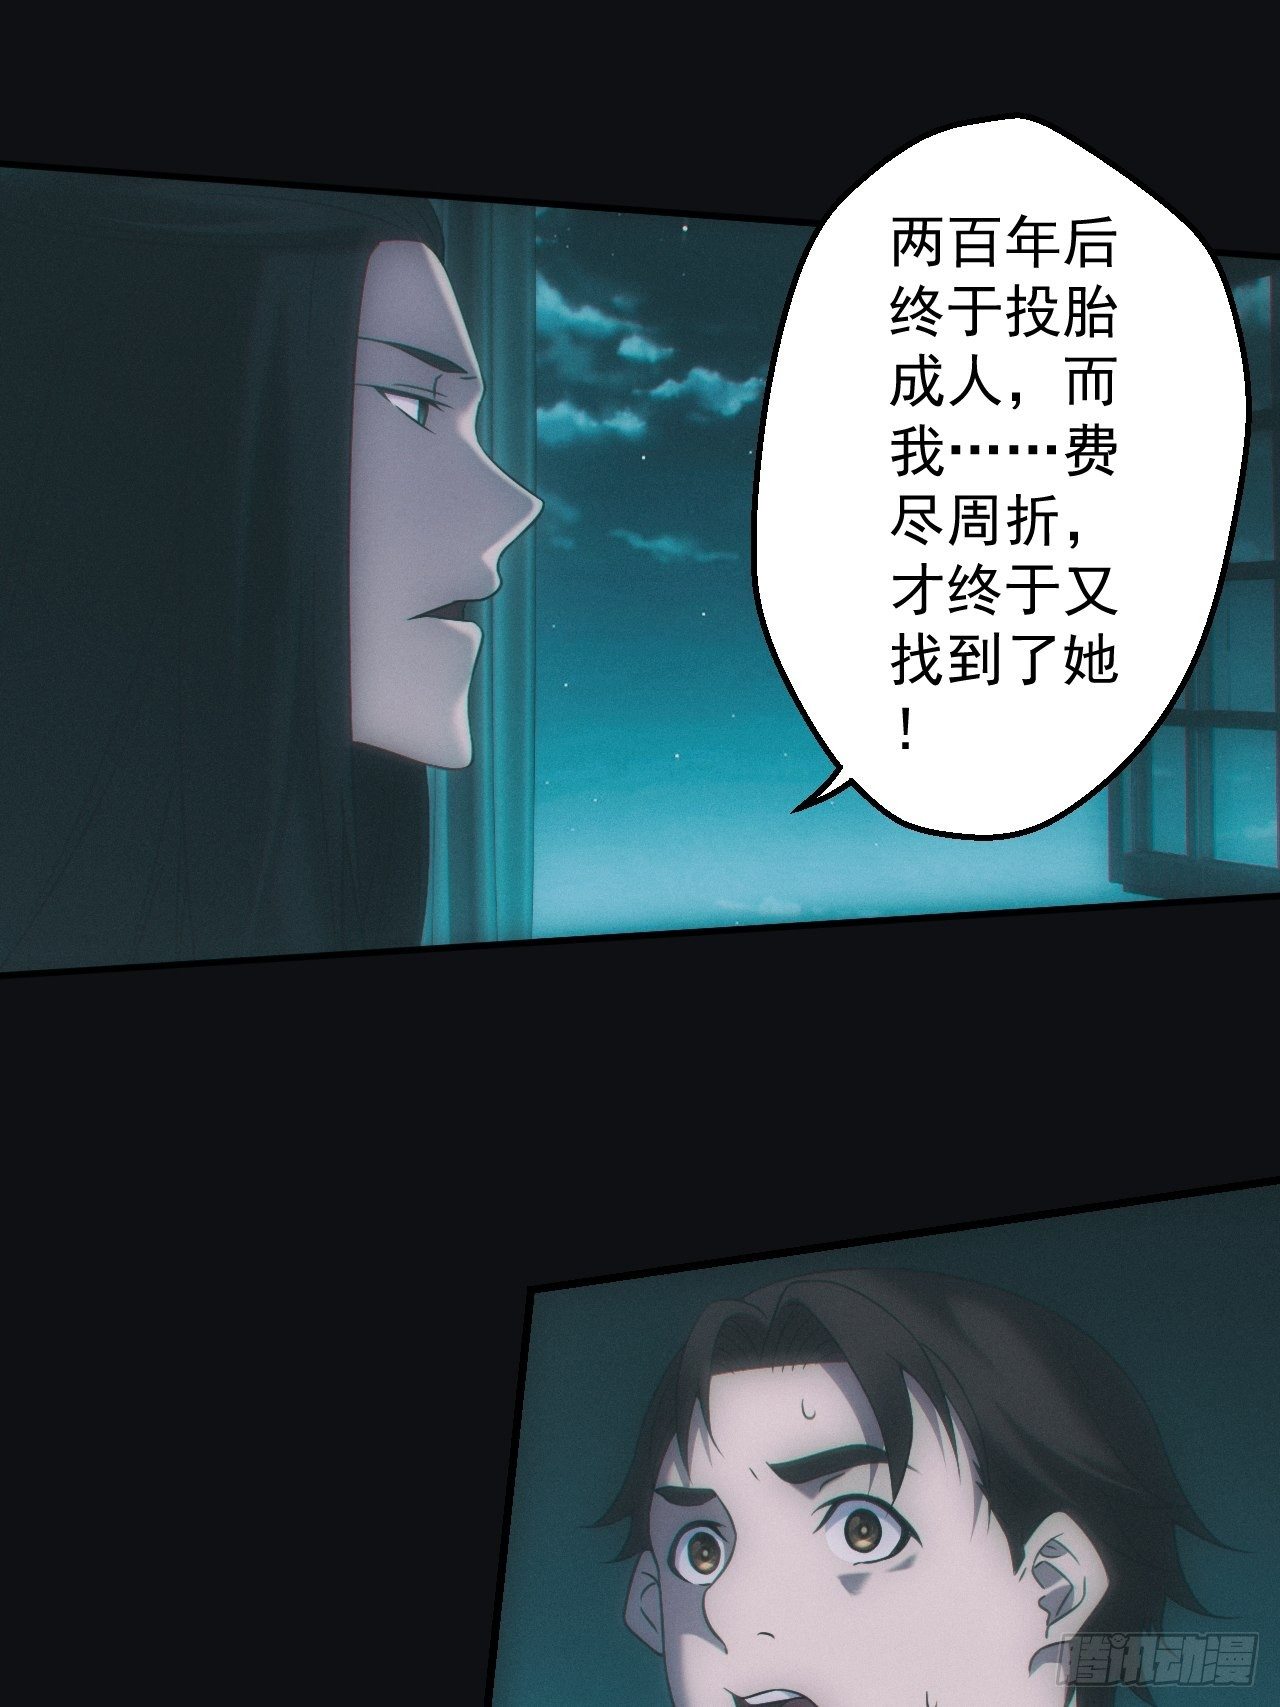 两百年后
终于投胎
成人，而
我……费
尽周折，
才终于又
找到了她
！
腾讯动漫